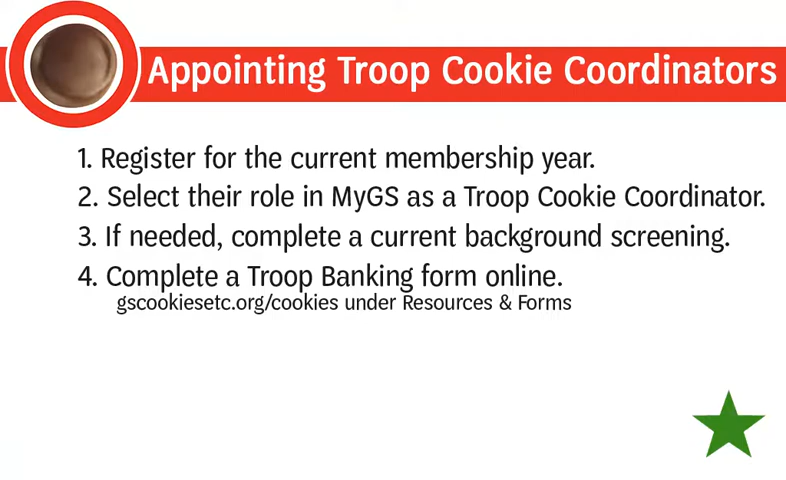 Appointing Troop Cookie Coordinators
1. Register for the current membership year.
2. Select their role in MyGS as a Troop Cookie Coordinator.
3. If needed, complete a current background screening.
4. Complete a Troop Banking form online.
gscookiesetc.org/cookies under Resources & Forms